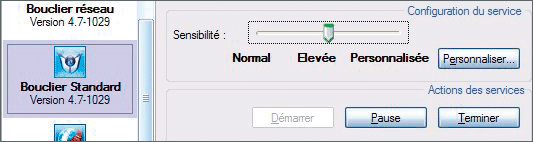 Bouclier réseau
Version 4.7-1029
Bouclier Standard
Version 4.7-1029
Configuration du service
Sensibilité :
Normal Elevée Personnalisée
Personnaliser...
Actions des services
Démarrer Pause Terminer